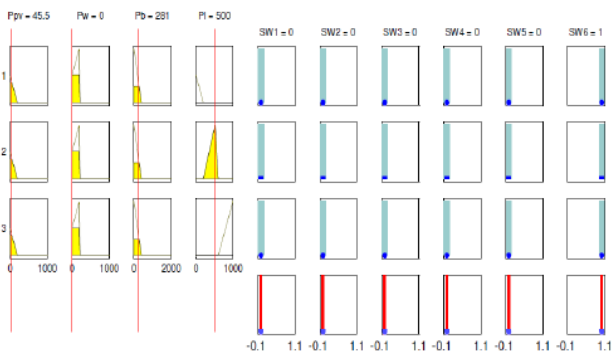 Ppv = 45.5 Pw = 0 Pb = 281 Pl = 500 SW1 = 0 SW2 = 0 SW3 = 0 SW4 = 0 SW5 = 0 SW6 = 1
1
2
3
0 1000 0 1000 0 2000 0 1000
-0.1 1.1 -0.1 1.1 -0.1 1.1 -0.1 1.1 -0.1 1.1 -0.1 1.1